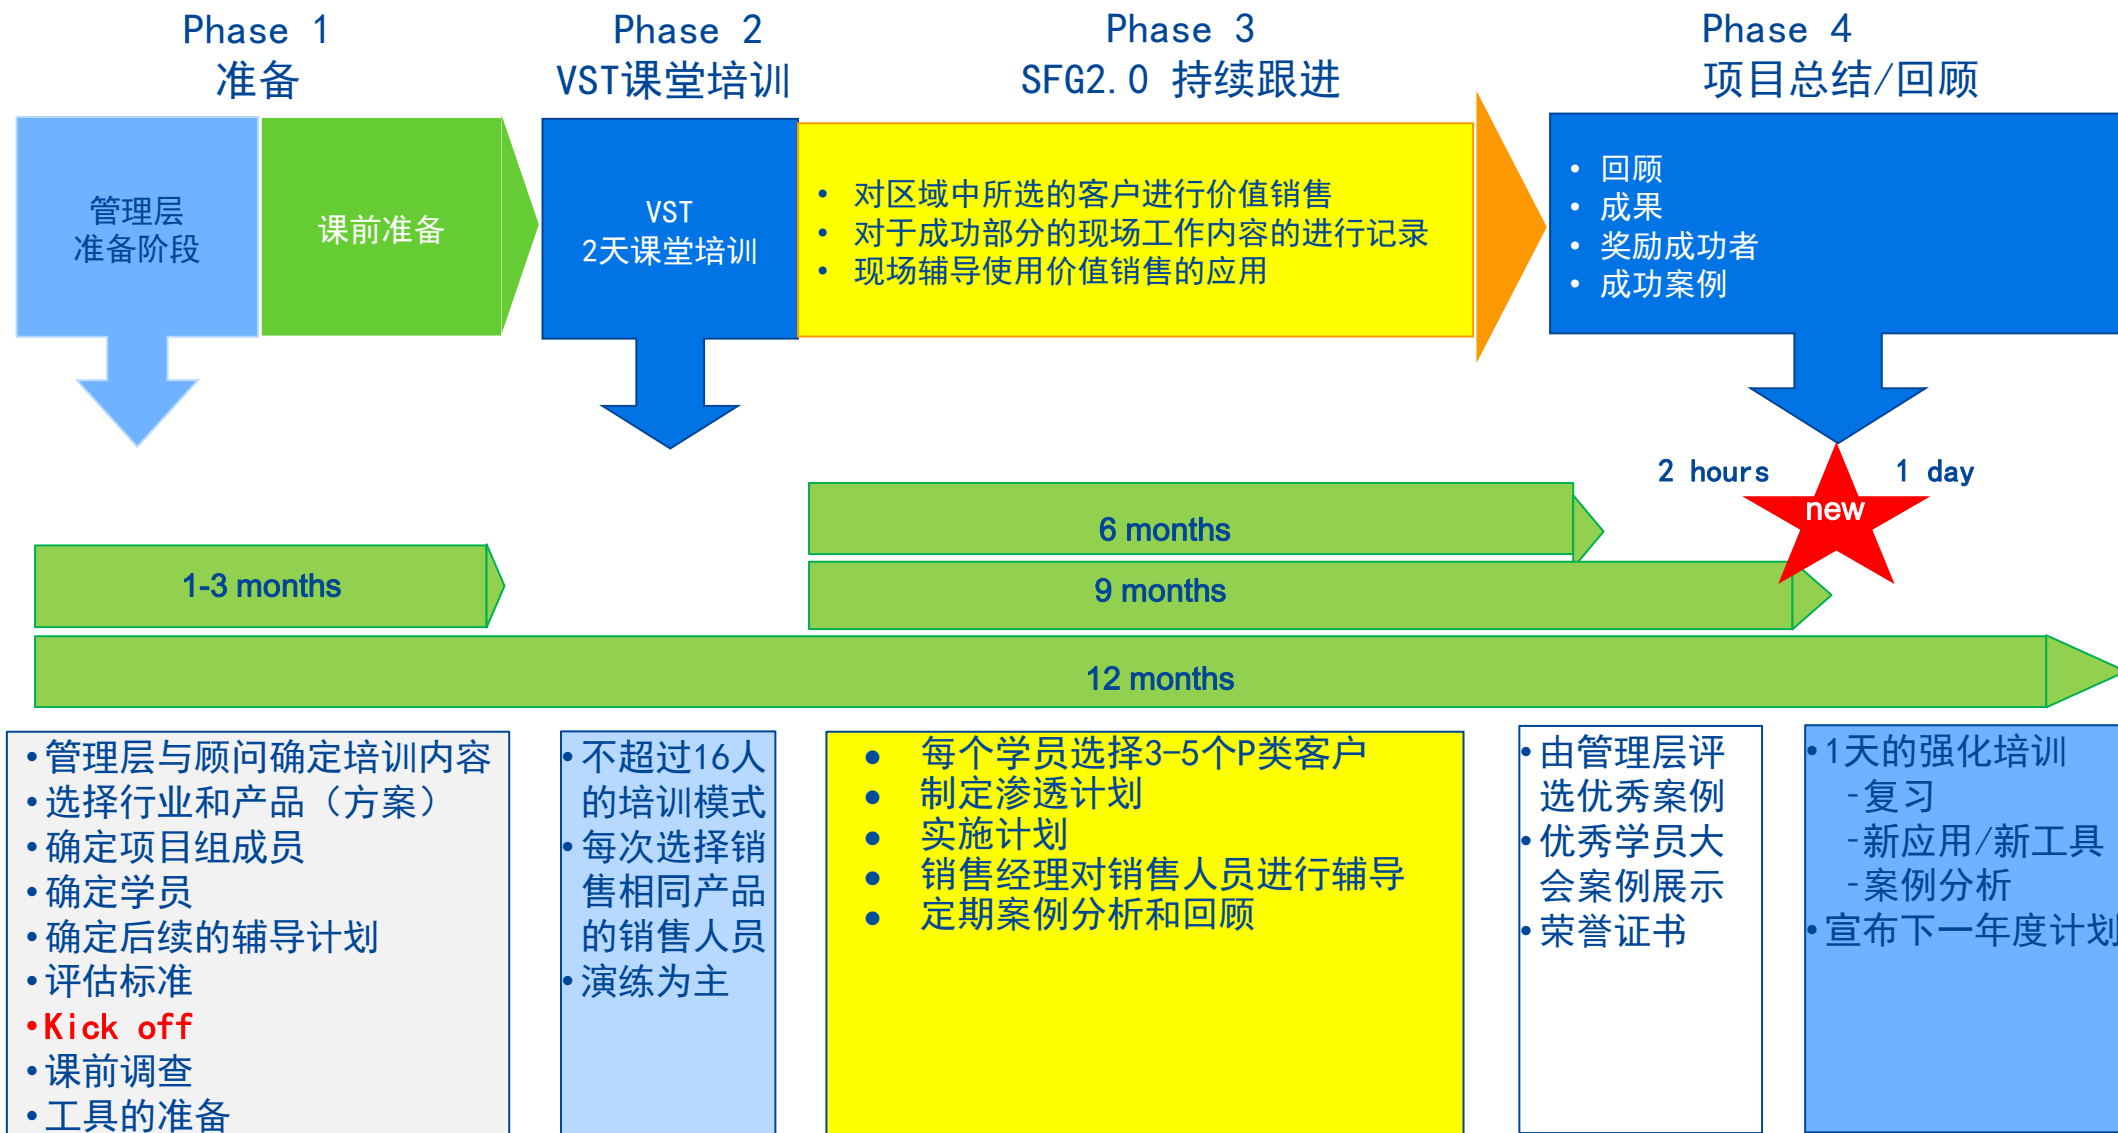 Phase 1
准备
Phase 2
VST课堂培训
Phase 3
SFG2.0 持续跟进
Phase 4
项目总结/回顾
管理层
准备阶段
课前准备
VST
2天课堂培训
• 对区域中所选的客户进行价值销售
• 对于成功部分的现场工作内容的进行记录
• 现场辅导使用价值销售的应用
• 回顾
• 成果
• 奖励成功者
• 成功案例
2 hours
1 day
new
6 months
1-3 months
9 months
12 months
•管理层与顾问确定培训内容
•选择行业和产品（方案）
•确定项目组成员
•确定学员
•确定后续的辅导计划
•评估标准
•Kick off
•课前调查
•工具的准备
•不超过16人
的培训模式
•每次选择销
售相同产品
的销售人员
•演练为主
● 每个学员选择3-5个P类客户
● 制定渗透计划
● 实施计划
● 销售经理对销售人员进行辅导
● 定期案例分析和回顾
•由管理层评
选优秀案例
•优秀学员大
会案例展示
•荣誉证书
•1天的强化培训
-复习
-新应用/新工具
-案例分析
•宣布下一年度计划